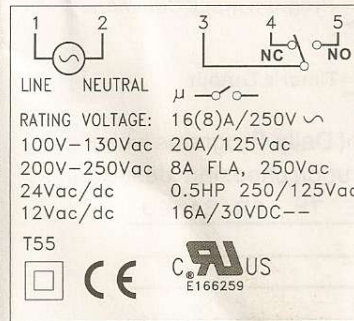 1 2 3 4 5
NC NO
LINE NEUTRAL μ
RATING VOLTAGE: 16(8)A/250V ~
100V-130Vac 20A/125Vac
200V-250Vac 8A FLA, 250Vac
24Vac/dc 0.5HP 250/125Vac
12Vac/dc 16A/30VDC--
T55
CE C RU ® US
E166259